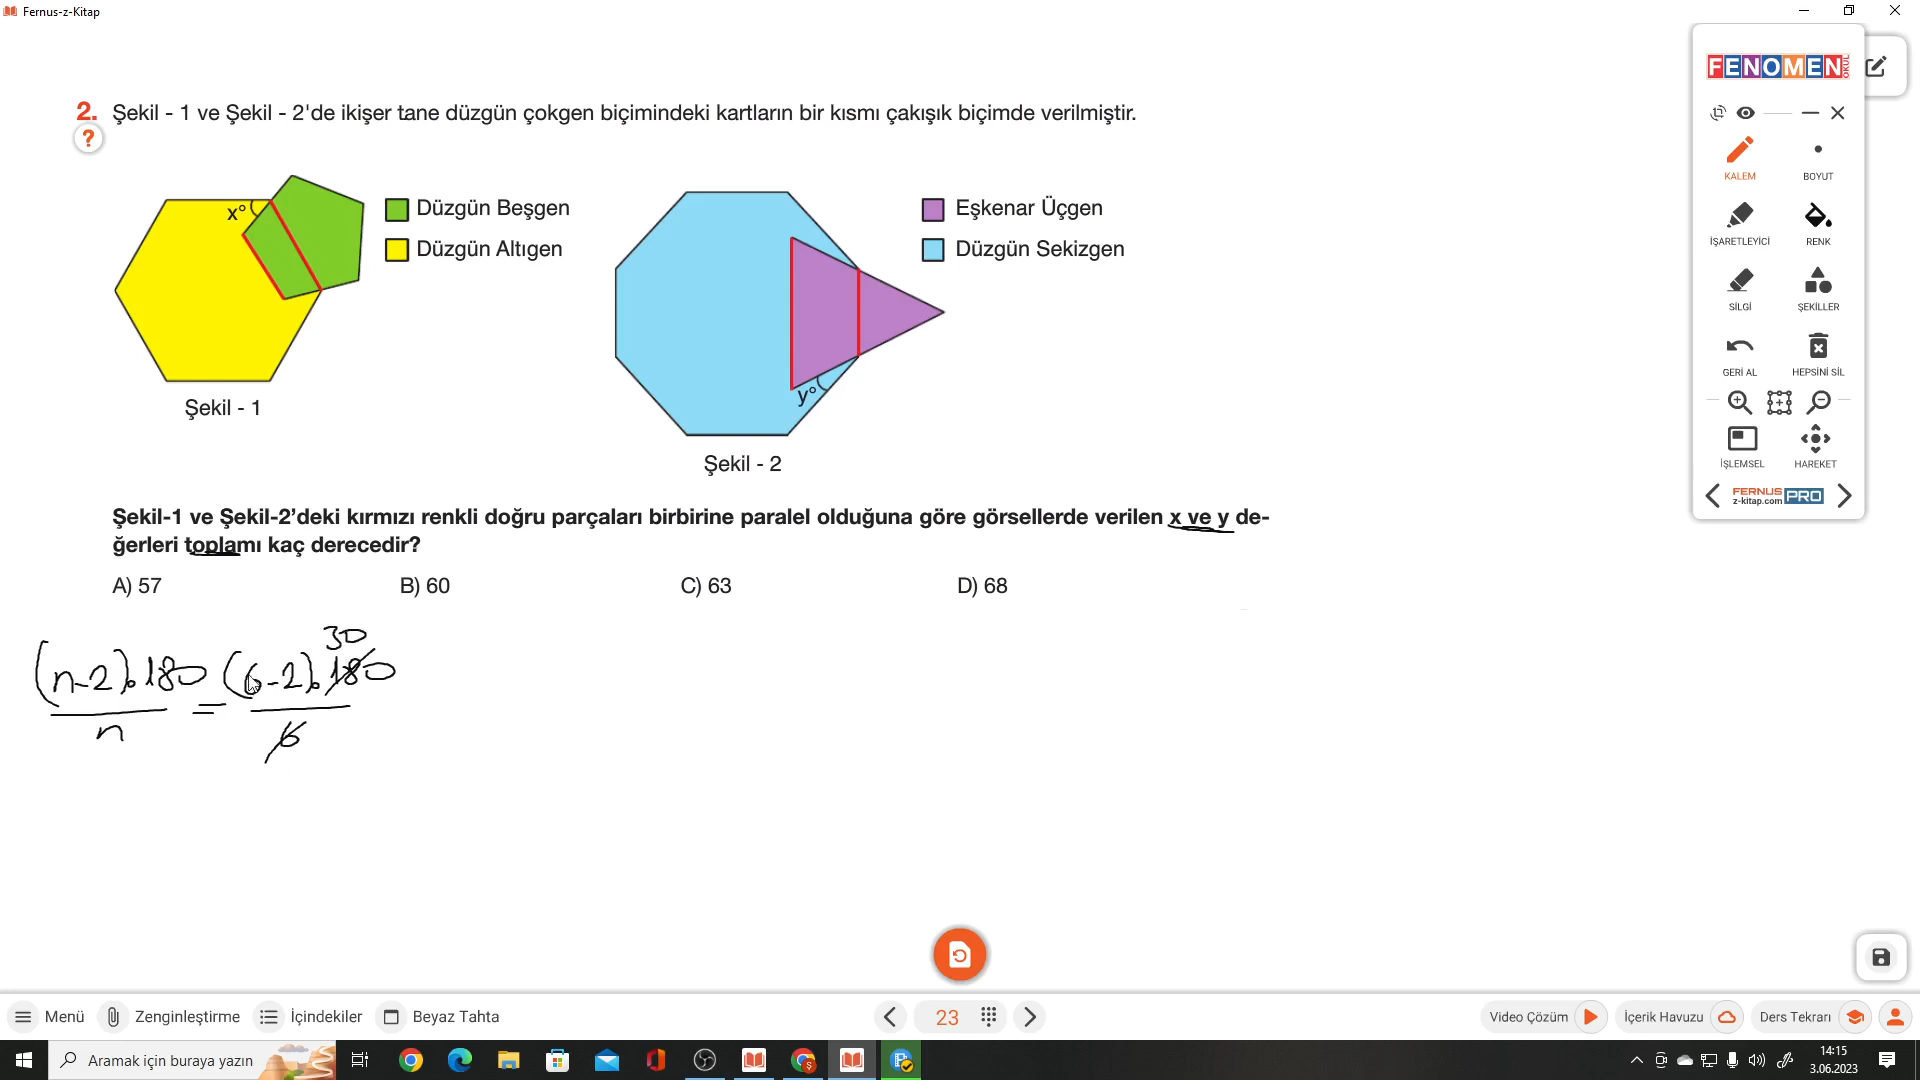 Fernus-z-Kitap
FENOMEN OKUL
2. Şekil - 1 ve Şekil - 2'de ikişer tane düzgün çokgen biçimindeki kartların bir kısmı çakışık biçimde verilmiştir.
?
x°
Düzgün Beşgen
Düzgün Altıgen
Şekil - 1
Eşkenar Üçgen
Düzgün Sekizgen
y°
Şekil - 2
Şekil-1 ve Şekil-2’deki kırmızı renkli doğru parçaları birbirine paralel olduğuna göre görsellerde verilen x ve y de-
ğerleri toplamı kaç derecedir?
A) 57 B) 60 C) 63 D) 68
30
(n-2).180 = (6-2).180
n 6
KALEM BOYUT
İŞARETLEYİCİ RENK
SİLGİ ŞEKİLLER
GERİ AL HEPSİNİ SİL
İŞLEMSEL HAREKET
FERNUS z-kitap.com PRO
Menü Zenginleştirme İçindekiler Beyaz Tahta 23 Video Çözüm İçerik Havuzu Ders Tekrarı
Aramak için buraya yazın
14:15
3.06.2023